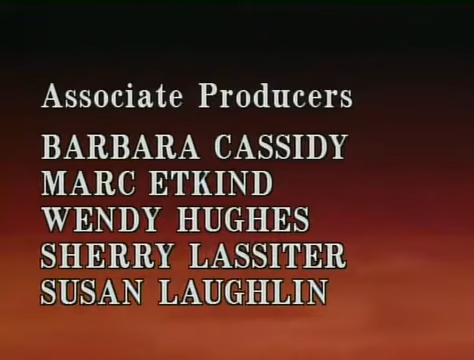 Associate Producers
BARBARA CASSIDY
MARC ETKIND
WENDY HUGHES
SHERRY LASSITER
SUSAN LAUGHLIN